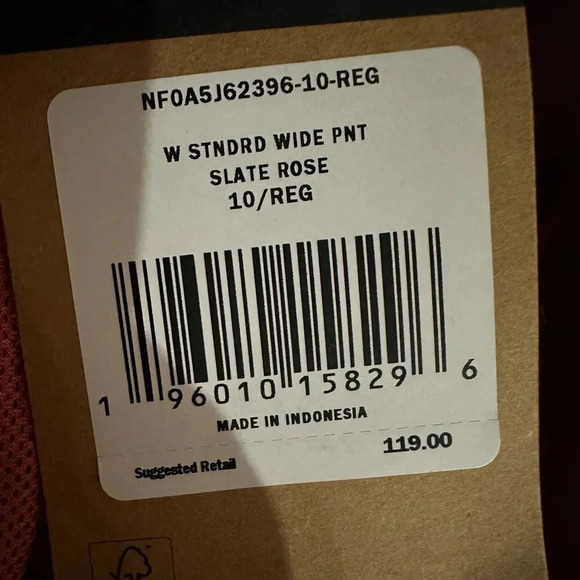 NF0A5J62396-10-REG
W STNDRD WIDE PNT
SLATE ROSE
10/REG
1 96010 15829 6
MADE IN INDONESIA
Suggested Retail 119.00